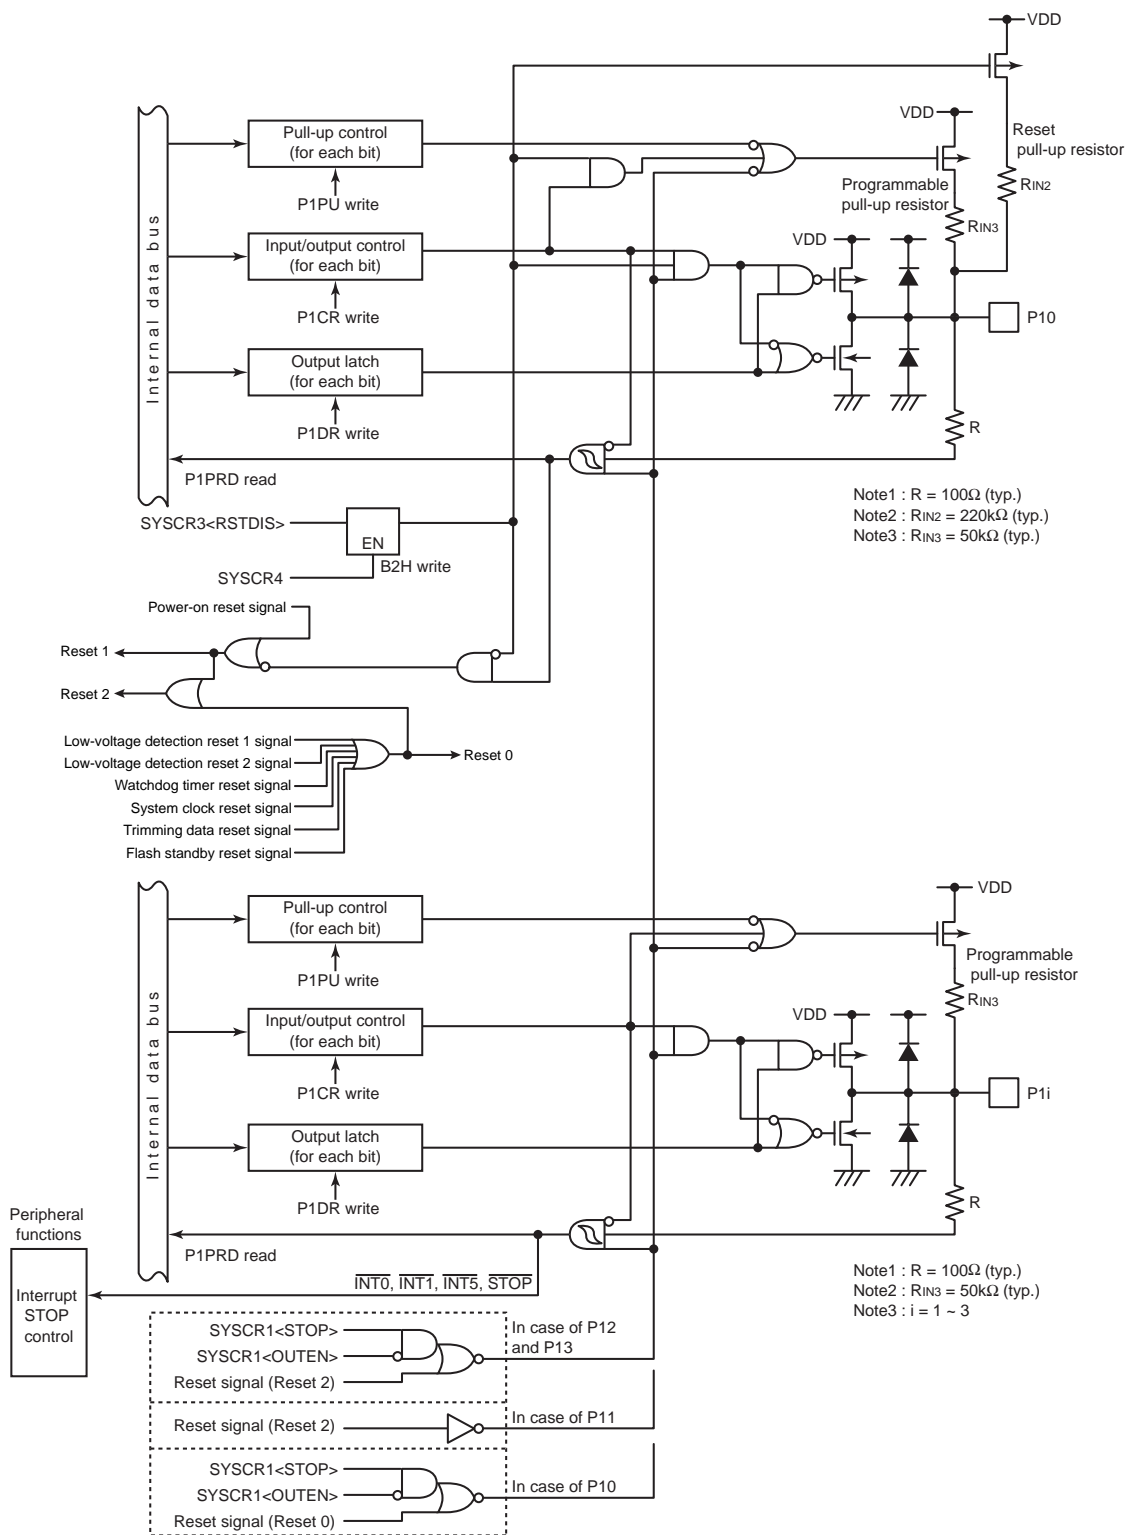 VDD
VDD
Reset
pull-up resistor
RIN2
Pull-up control
(for each bit)
P1PU write
Programmable
pull-up resistor
RIN3
Internal data bus
Input/output control
(for each bit)
P1CR write
VDD
P10
Output latch
(for each bit)
P1DR write
R
P1PRD read
Note1 : R = 100Ω (typ.)
Note2 : RIN2 = 220kΩ (typ.)
Note3 : RIN3 = 50kΩ (typ.)
SYSCR3<RSTDIS>
EN
B2H write
SYSCR4
Power-on reset signal
Reset 1
Reset 2
Low-voltage detection reset 1 signal
Low-voltage detection reset 2 signal
Watchdog timer reset signal
System clock reset signal
Trimming data reset signal
Flash standby reset signal
Reset 0
VDD
Pull-up control
(for each bit)
P1PU write
Programmable
pull-up resistor
RIN3
Internal data bus
Input/output control
(for each bit)
P1CR write
VDD
P1i
Output latch
(for each bit)
P1DR write
R
P1PRD read
Peripheral
functions
Interrupt
STOP
control
INT0, INT1, INT5, STOP
Note1 : R = 100Ω (typ.)
Note2 : RIN3 = 50kΩ (typ.)
Note3 : i = 1 ~ 3
SYSCR1<STOP>
SYSCR1<OUTEN>
Reset signal (Reset 2)
In case of P12
and P13
Reset signal (Reset 2)
In case of P11
SYSCR1<STOP>
SYSCR1<OUTEN>
Reset signal (Reset 0)
In case of P10